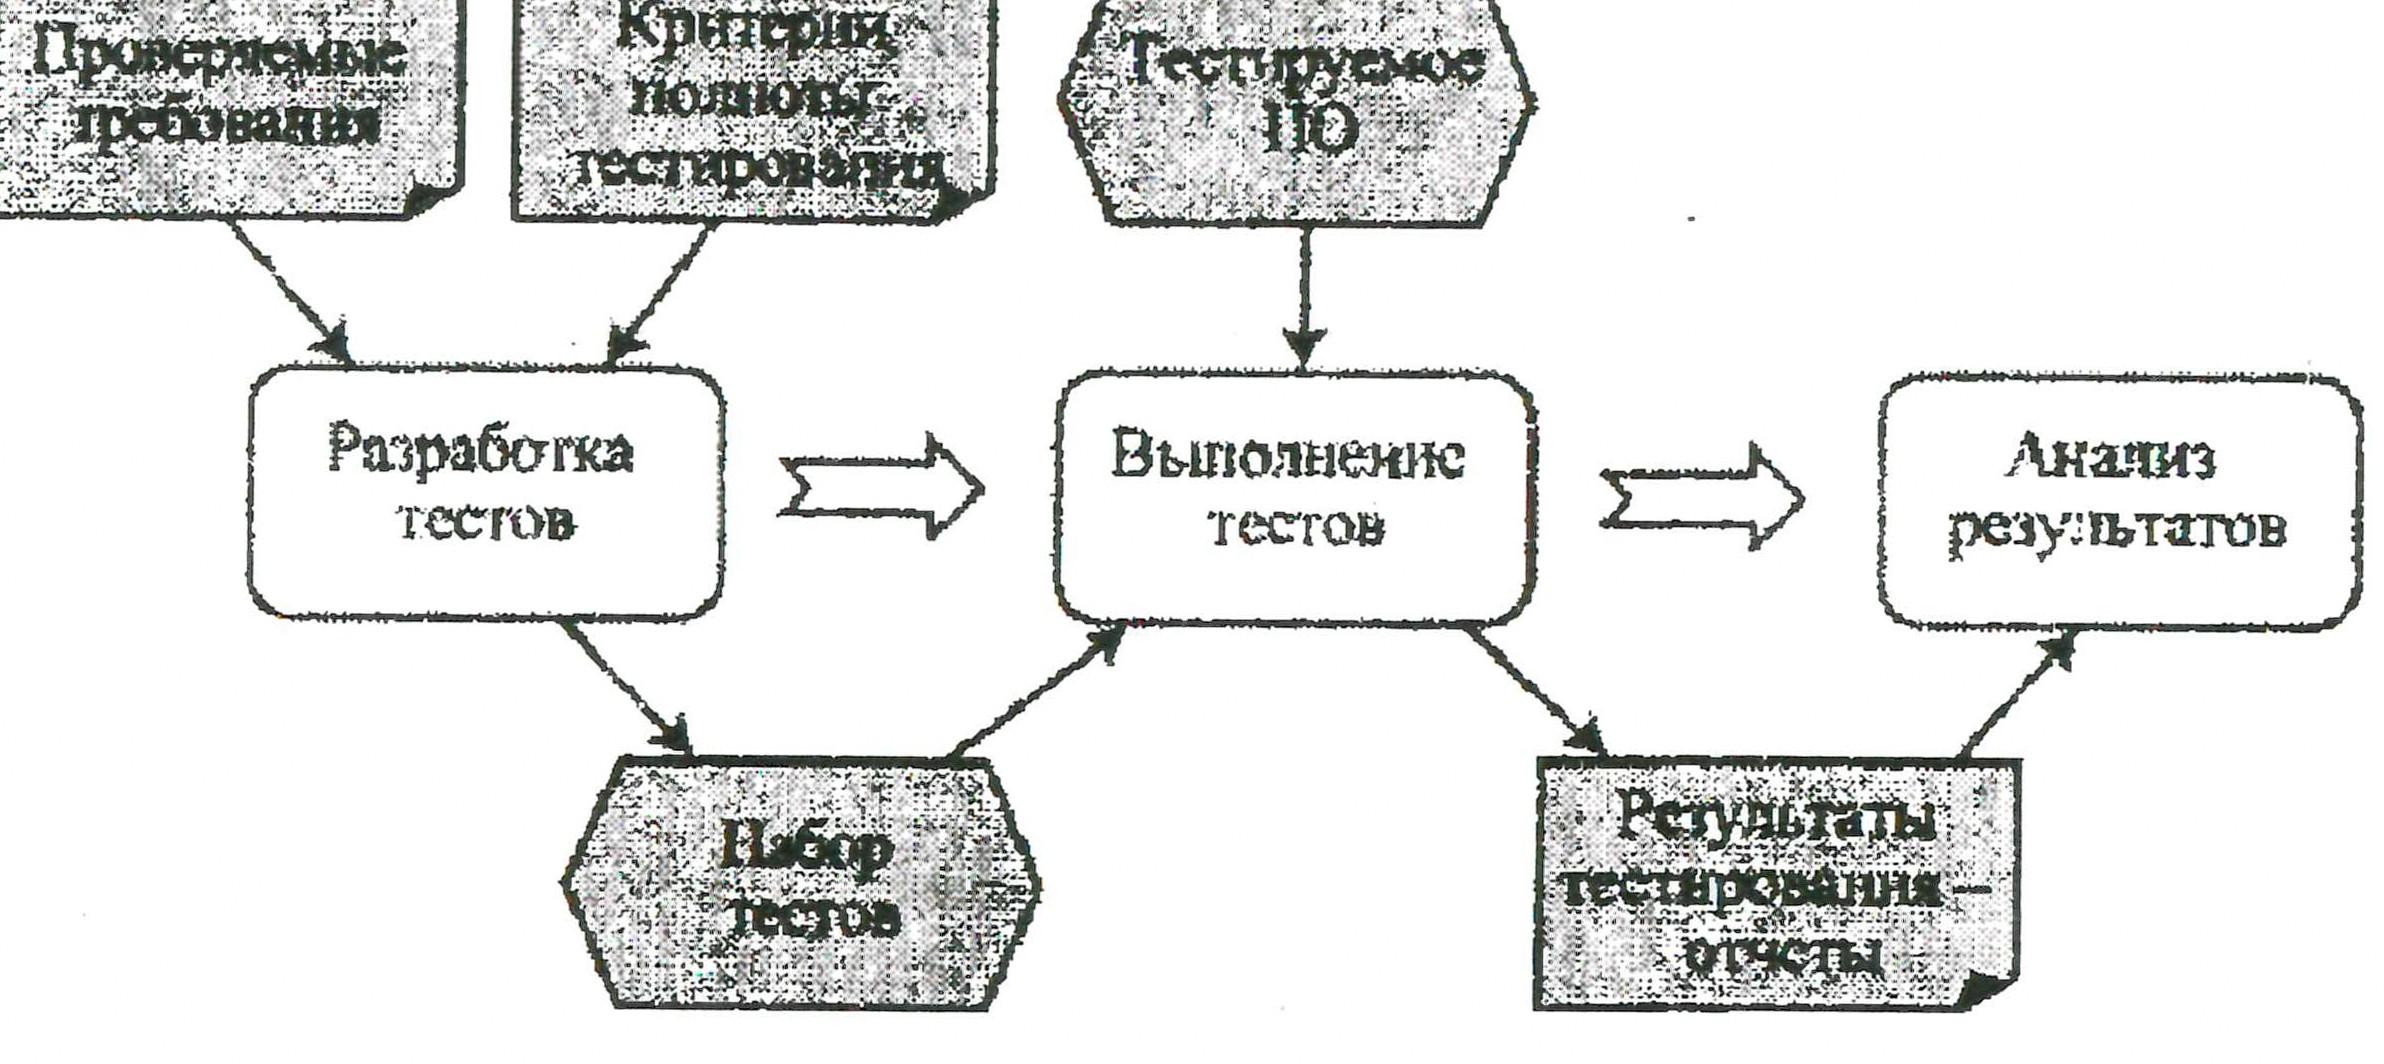 Проверяемые
требования
Критерии
полноты
тестирования
Тестируемое
ПО
Разработка
тестов
Выполнение
тестов
Анализ
результатов
Набор
тестов
Результаты
тестирования –
отчеты